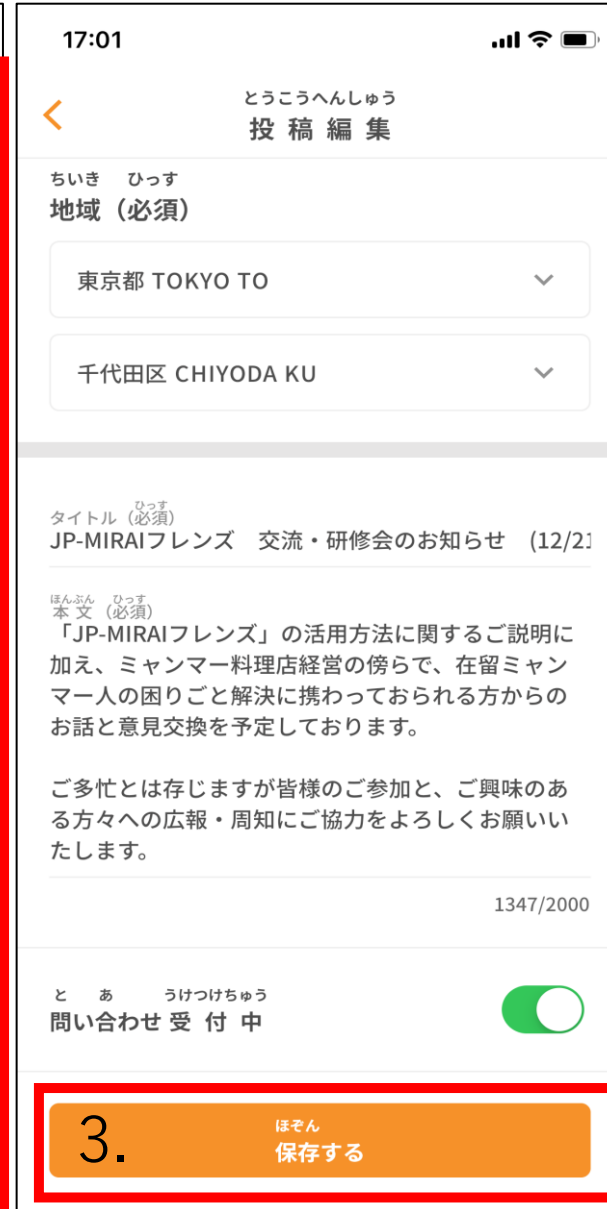 17:01
とうこうへんしゅう
投稿編集
ちいき ひっす
地域（必須）
東京都 TOKYO TO
千代田区 CHIYODA KU
ひっす
タイトル（必須）
JP-MIRAIフレンズ　交流・研修会のお知らせ　(12/21
ほんぶん ひっす
本文（必須）
「JP-MIRAIフレンズ」の活用方法に関するご説明に
加え、ミャンマー料理店経営の傍らで、在留ミャン
マー人の困りごと解決に携わっておられる方からの
お話と意見交換を予定しております。
ご多忙とは存じますが皆様のご参加と、ご興味のあ
る方々への広報・周知にご協力をよろしくお願いい
たします。
1347/2000
と あ うけつけちゅう
問い合わせ受付中
3.
ほぞん
保存する